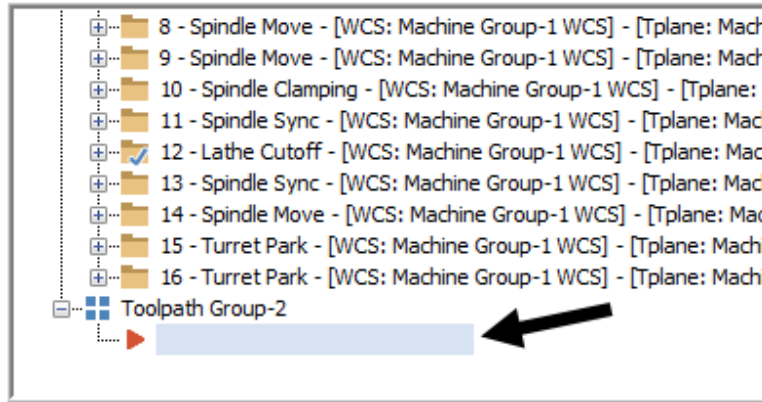 8 - Spindle Move - [WCS: Machine Group-1 WCS] - [Tplane: Mach
9 - Spindle Move - [WCS: Machine Group-1 WCS] - [Tplane: Mach
10 - Spindle Clamping - [WCS: Machine Group-1 WCS] - [Tplane:
11 - Spindle Sync - [WCS: Machine Group-1 WCS] - [Tplane: Mac
12 - Lathe Cutoff - [WCS: Machine Group-1 WCS] - [Tplane: Mac
13 - Spindle Sync - [WCS: Machine Group-1 WCS] - [Tplane: Mac
14 - Spindle Move - [WCS: Machine Group-1 WCS] - [Tplane: Mac
15 - Turret Park - [WCS: Machine Group-1 WCS] - [Tplane: Machi
16 - Turret Park - [WCS: Machine Group-1 WCS] - [Tplane: Machi
Toolpath Group-2